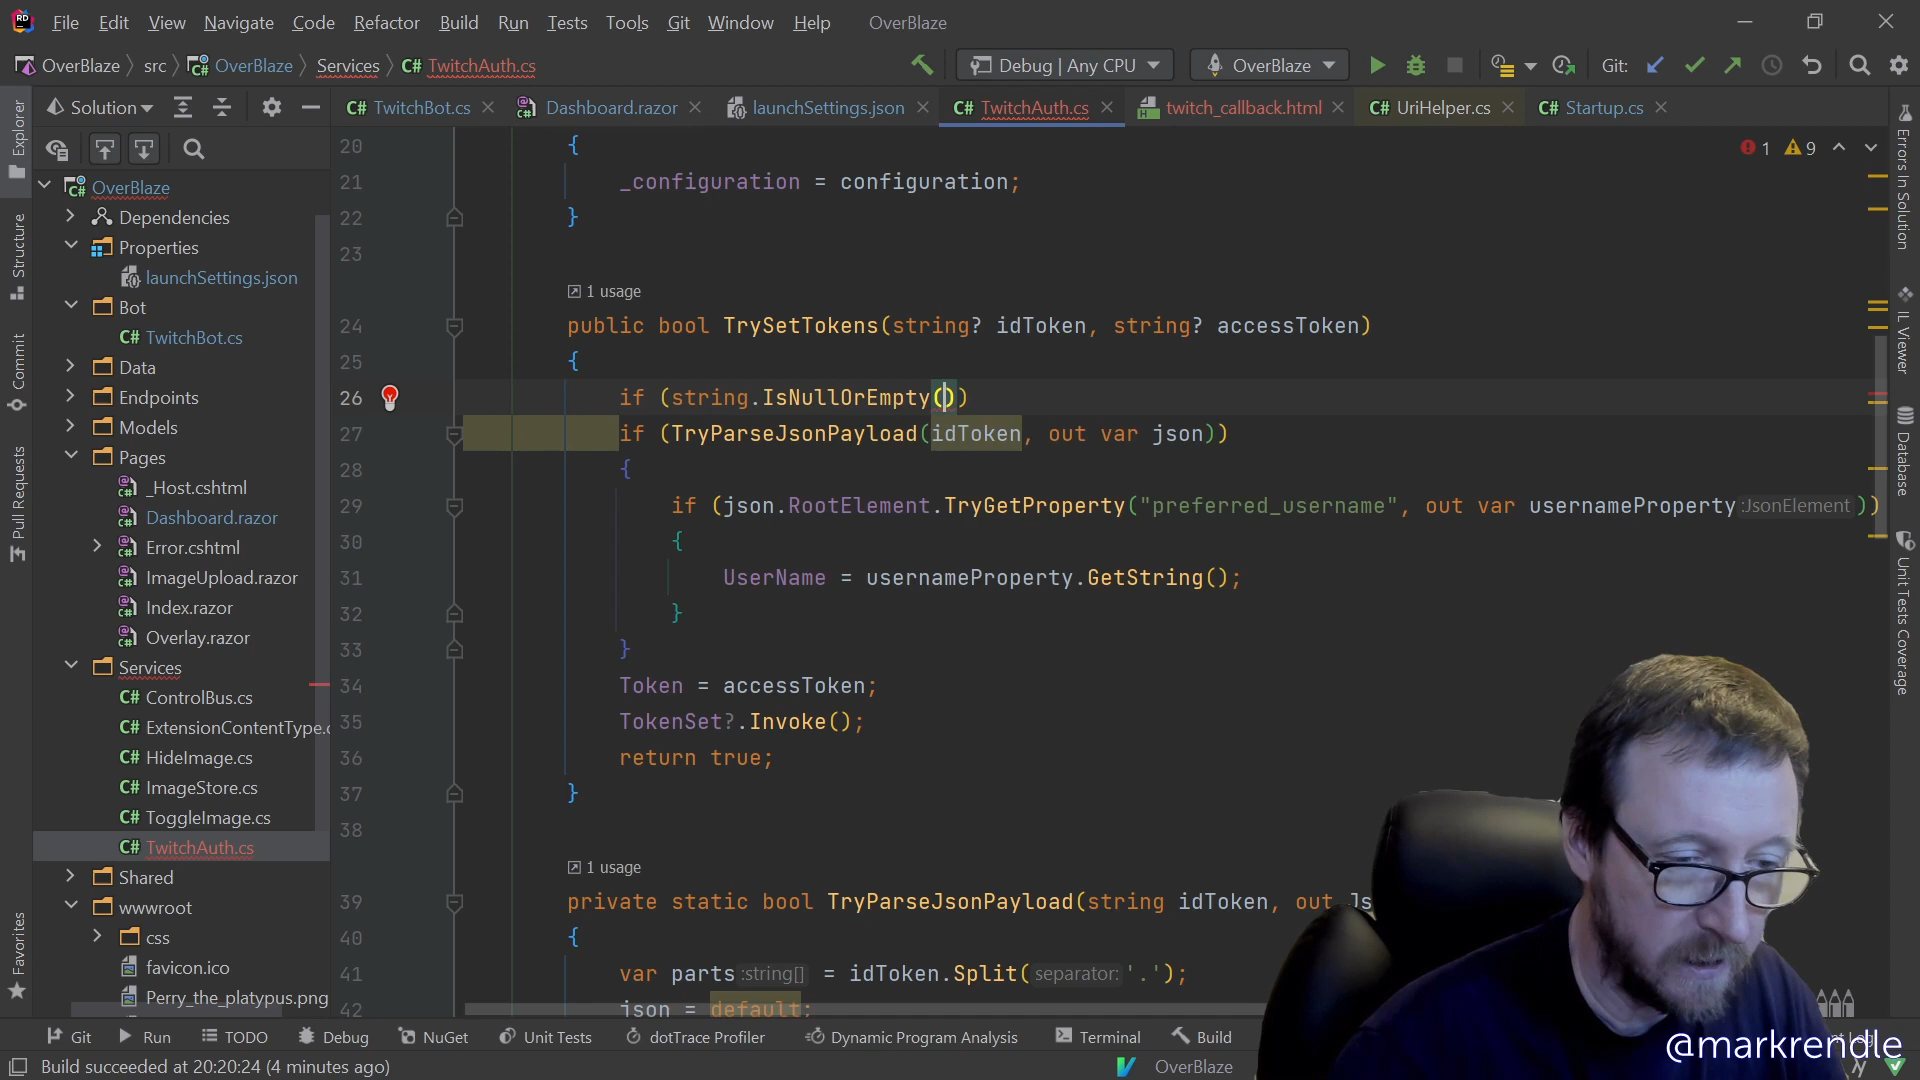 File Edit View Navigate Code Refactor Build Run Tests Tools Git Window Help OverBlaze
OverBlaze src OverBlaze Services C# TwitchAuth.cs Debug | Any CPU OverBlaze Git:
Solution
C# TwitchBot.cs Dashboard.razor launchSettings.json C# TwitchAuth.cs twitch_callback.html C# UriHelper.cs C# Startup.cs
1 9
Explorer
Structure
Commit
Pull Requests
Favorites
OverBlaze
Dependencies
Properties
launchSettings.json
Bot
C# TwitchBot.cs
Data
Endpoints
Models
Pages
_Host.cshtml
Dashboard.razor
Error.cshtml
ImageUpload.razor
Index.razor
Overlay.razor
Services
C# ControlBus.cs
C# ExtensionContentType.c
C# HideImage.cs
C# ImageStore.cs
C# ToggleImage.cs
C# TwitchAuth.cs
Shared
wwwroot
css
favicon.ico
Perry_the_platypus.png
20 {
21 _configuration = configuration;
22 }
23
1 usage
24 public bool TrySetTokens(string? idToken, string? accessToken)
25 {
26 if (string.IsNullOrEmpty())
27 if (TryParseJsonPayload(idToken, out var json))
28 {
29 if (json.RootElement.TryGetProperty("preferred_username", out var usernameProperty :JsonElement ))
30 {
31 UserName = usernameProperty.GetString();
32 }
33 }
34 Token = accessToken;
35 TokenSet?.Invoke();
36 return true;
37 }
38
1 usage
39 private static bool TryParseJsonPayload(string idToken, out Js
40 {
41 var parts :string[] = idToken.Split( separator: '.');
42 json = default;
Errors In Solution
IL Viewer
Database
Unit Tests Coverage
Git Run TODO Debug NuGet Unit Tests dotTrace Profiler Dynamic Program Analysis Terminal Build
Build succeeded at 20:20:24 (4 minutes ago) OverBlaze
@markrendle